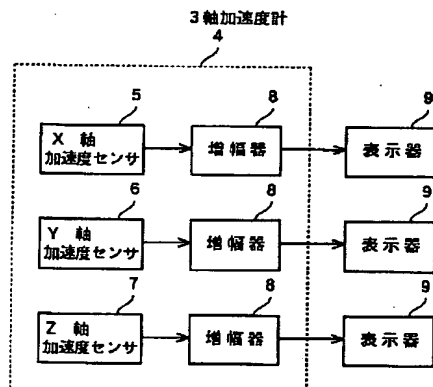 3軸加速度計
4
5
8
9
X 軸
加速度センサ
増幅器
表示器
6
8
9
Y 軸
加速度センサ
増幅器
表示器
7
8
9
Z 軸
加速度センサ
増幅器
表示器